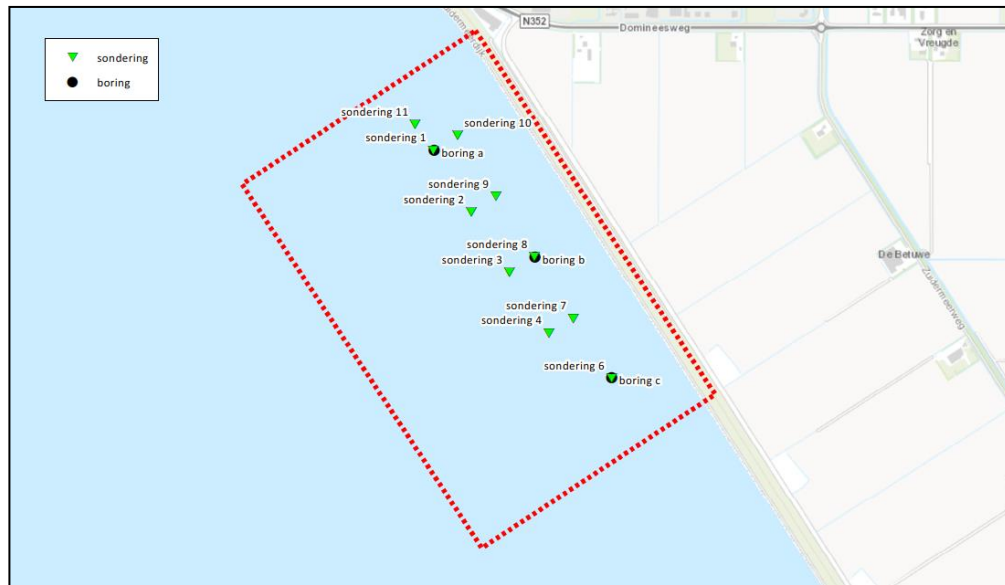 N352
Domineesweg
Zorg en
Vreugde
sondering
boring
sondering 11
sondering 10
sondering 1
boring a
sondering 9
sondering 2
sondering 8
boring b
sondering 3
De Betuwe
Zuidermeerweg
sondering 7
sondering 4
sondering 6
boring c